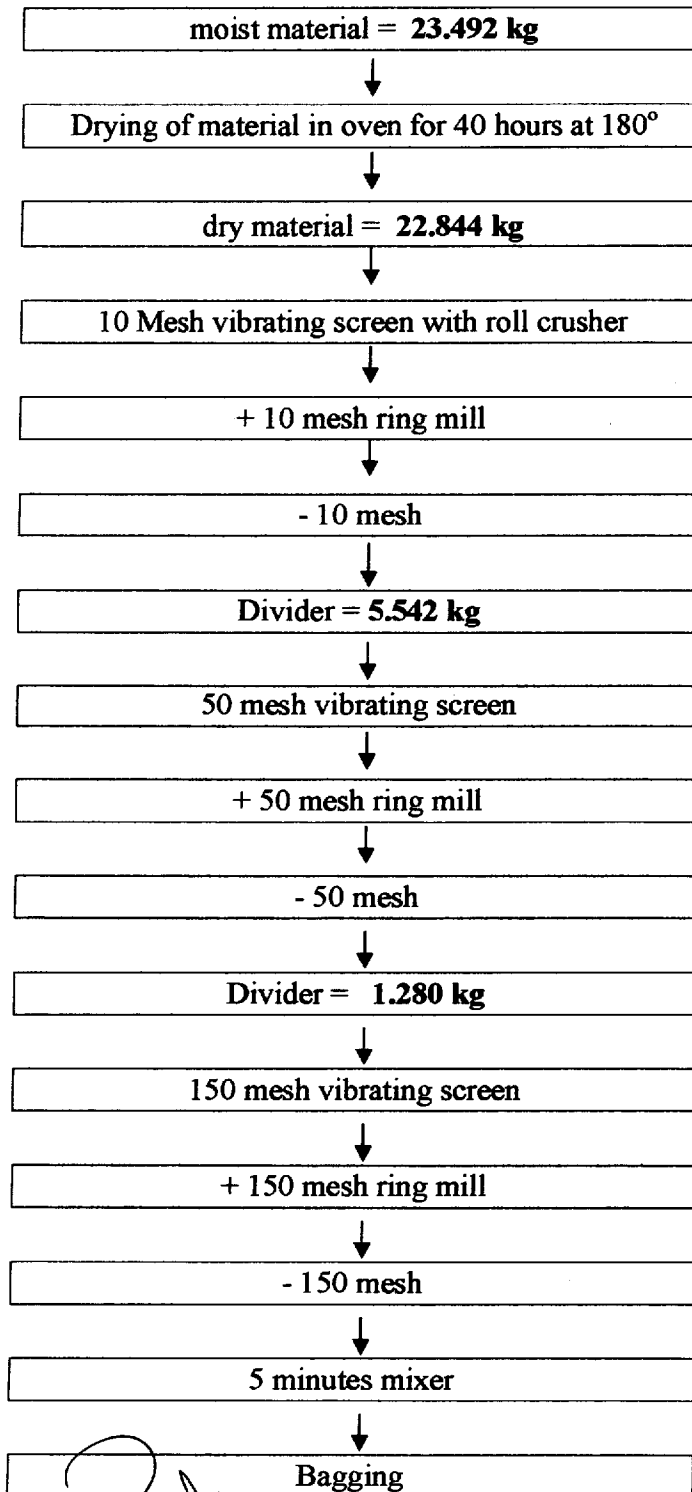 moist material = 23.492 kg
Drying of material in oven for 40 hours at 180°
dry material = 22.844 kg
10 Mesh vibrating screen with roll crusher
+ 10 mesh ring mill
- 10 mesh
Divider = 5.542 kg
50 mesh vibrating screen
+ 50 mesh ring mill
- 50 mesh
Divider = 1.280 kg
150 mesh vibrating screen
+ 150 mesh ring mill
- 150 mesh
5 minutes mixer
Bagging